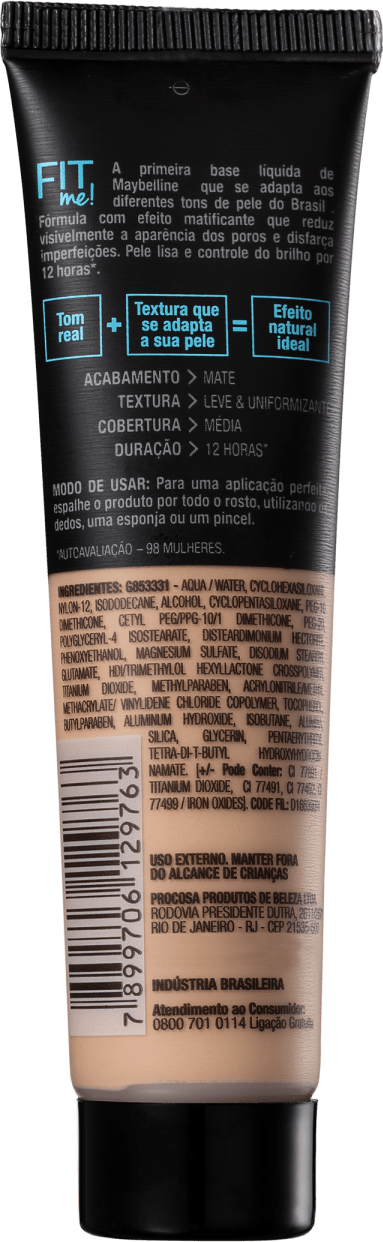 FIT
me!
A primeira base líquida de
Maybelline que se adapta aos
diferentes tons de pele do Brasil .
Fórmula com efeito matificante que reduz
visivelmente a aparência dos poros e disfarça
imperfeições. Pele lisa e controle do brilho por
12 horas*.
Tom
real
+
Textura que
se adapta
a sua pele
=
Efeito
natural
ideal
ACABAMENTO > MATE
TEXTURA > LEVE & UNIFORMIZANTE
COBERTURA > MÉDIA
DURAÇÃO > 12 HORAS*
MODO DE USAR: Para uma aplicação perfeita
espalhe o produto por todo o rosto, utilizando os
dedos, uma esponja ou um pincel.
*AUTOAVALIAÇÃO – 98 MULHERES.
INGREDIENTES: G853331 - AQUA / WATER, CYCLOHEXASILOXANE,
NYLON-12, ISODODECANE, ALCOHOL, CYCLOPENTASILOXANE, PEG-10
DIMETHICONE, CETYL PEG/PPG-10/1 DIMETHICONE,
POLYGLYCERYL-4 ISOSTEARATE, DISTEARDIMONIUM
PHENOXYETHANOL, MAGNESIUM SULFATE, DISODIUM
GLUTAMATE, HDI/TRIMETHYLOL HEXYLLACTONE
TITANIUM DIOXIDE, METHYLPARABEN,
METHACRYLATE/ VINYLIDENE CHLORIDE COPOLYMER,
BUTYLPARABEN, ALUMINUM HYDROXIDE, ISOBUTANE,
SILICA, GLYCERIN,
TETRA-DI-T-BUTYL
NAMATE. [+/- Pode Conter: CI 77891 /
TITANIUM DIOXIDE, CI 77491, CI
77499 / IRON OXIDES]. CODE FIL:
7 899706 129763
USO EXTERNO. MANTER FORA
DO ALCANCE DE CRIANÇAS
PROCOSA PRODUTOS DE BELEZA LTDA.
RODOVIA PRESIDENTE DUTRA,
RIO DE JANEIRO - RJ - CEP
INDÚSTRIA BRASILEIRA
Atendimento ao Consumidor:
0800 701 0114 Ligação Gratuita